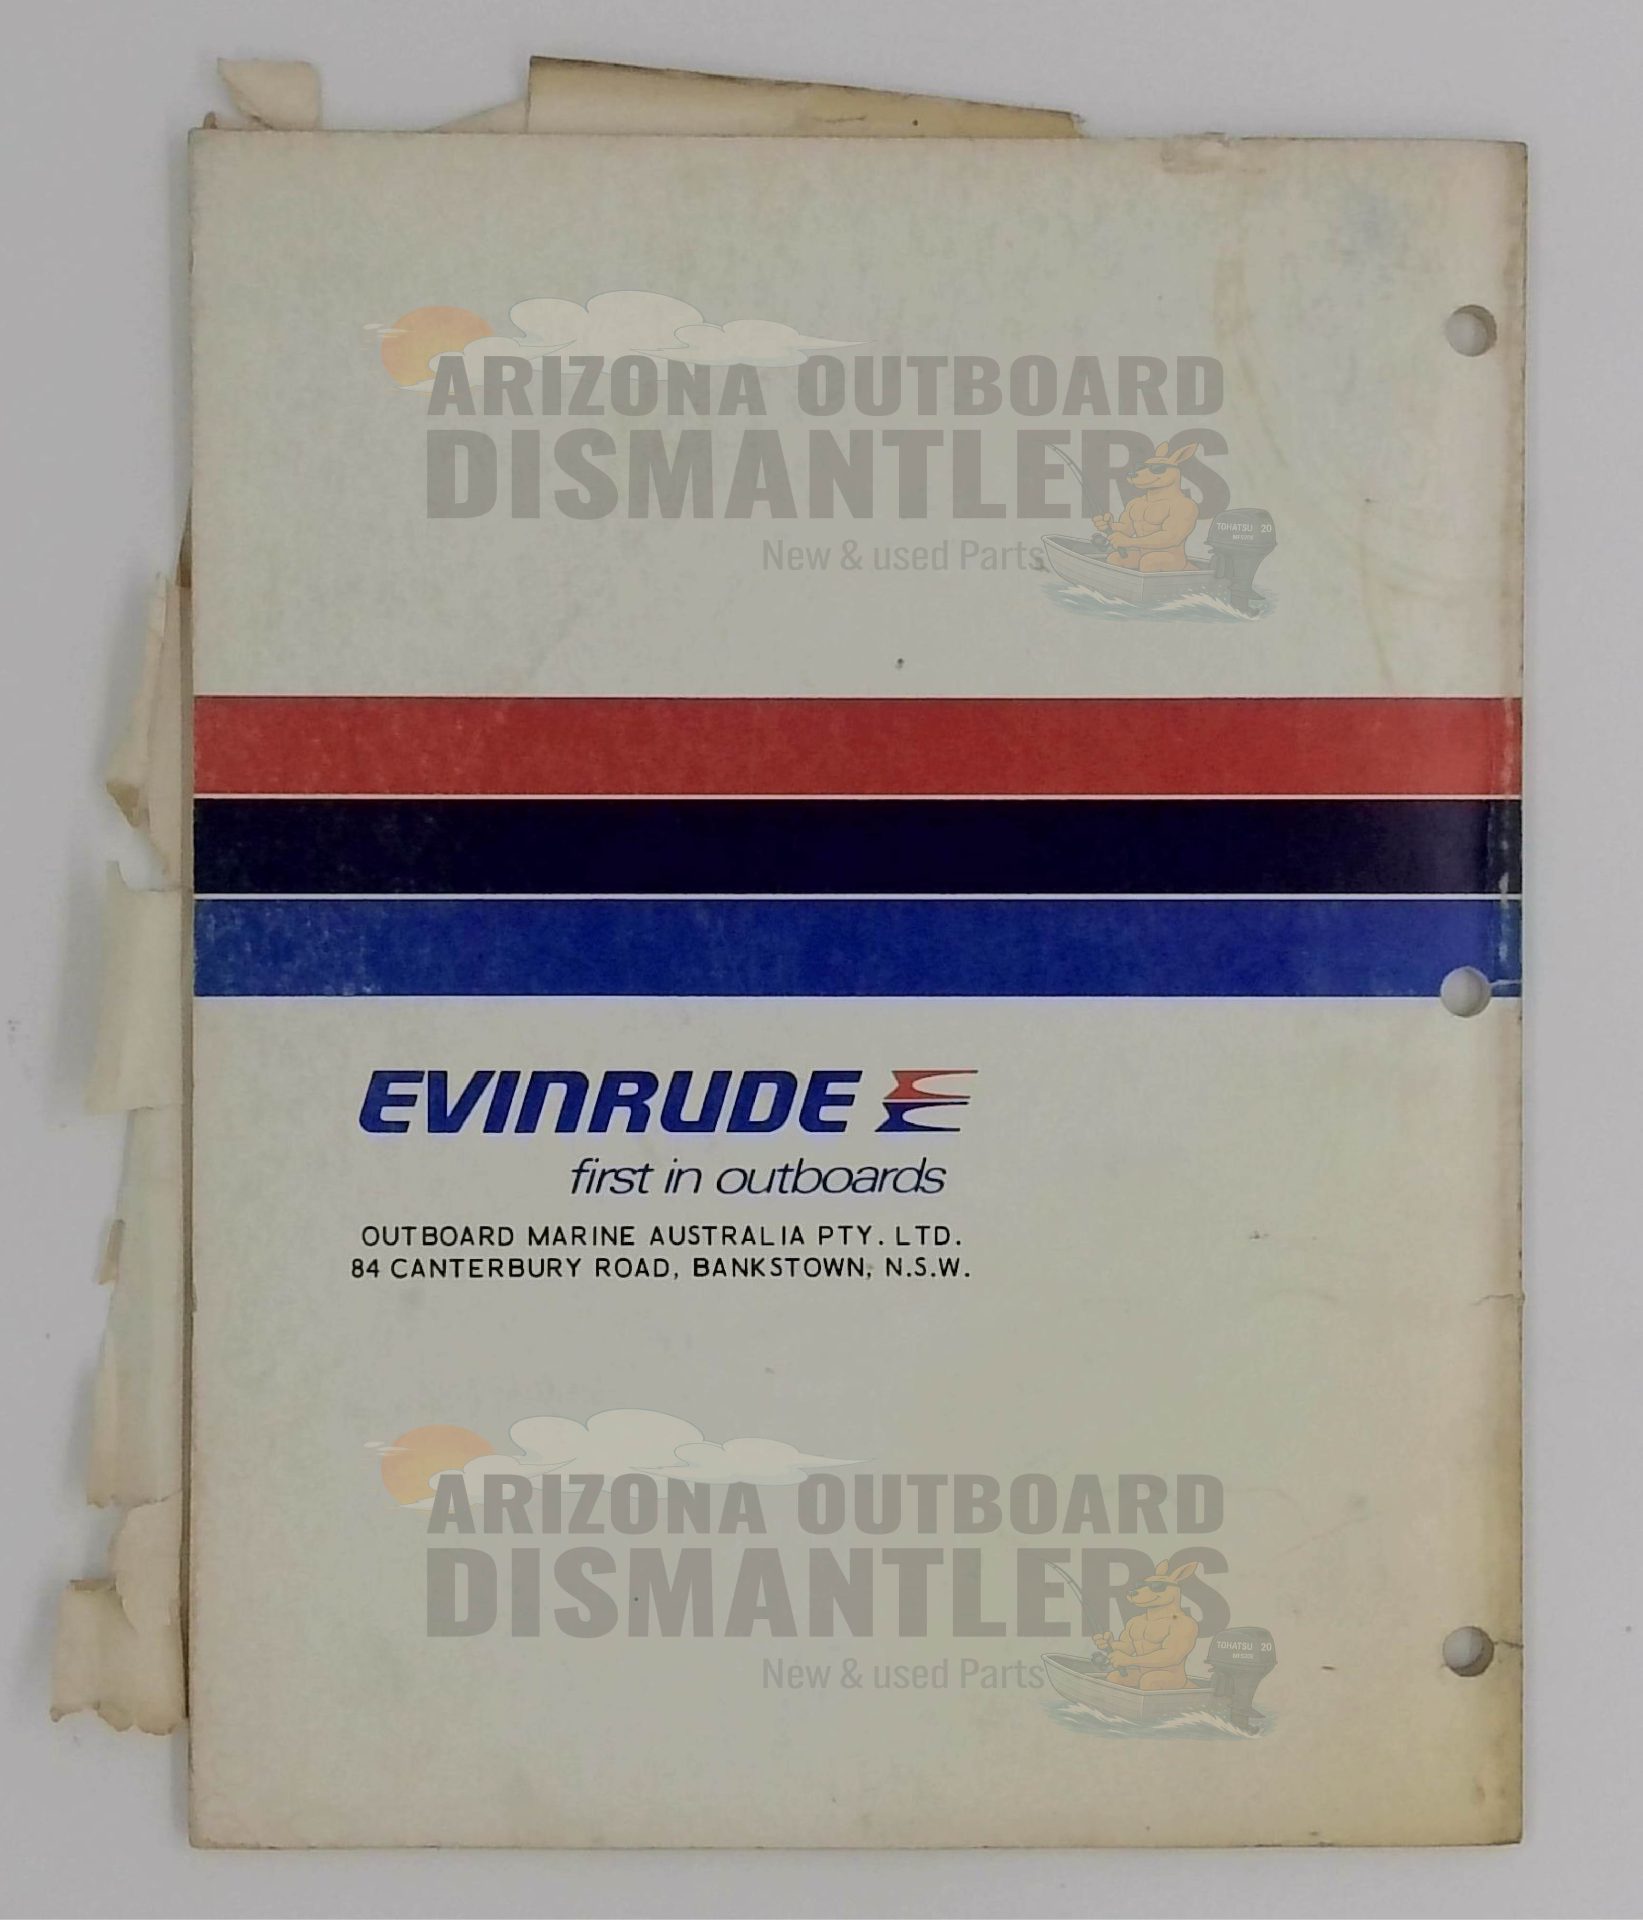 ARIZONA OUTBOARD
DISMANTLERS
New & used Parts
TOHATSU 20
EVINRUDE
first in outboards
OUTBOARD MARINE AUSTRALIA PTY. LTD.
84 CANTERBURY ROAD, BANKSTOWN, N.S.W.
ARIZONA OUTBOARD
DISMANTLERS
New & used Parts
TOHATSU 20